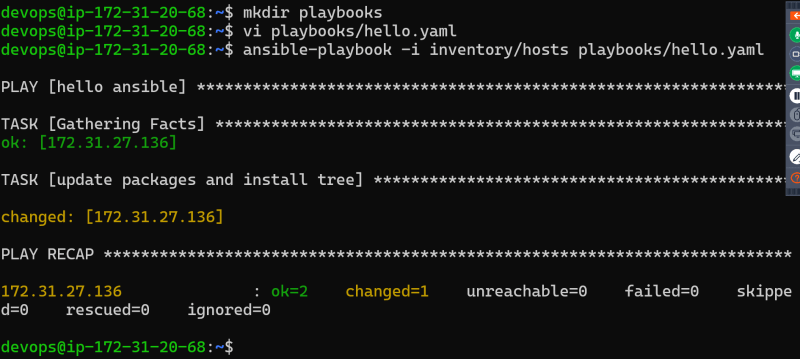 devops@ip-172-31-20-68:~$ mkdir playbooks
devops@ip-172-31-20-68:~$ vi playbooks/hello.yaml
devops@ip-172-31-20-68:~$ ansible-playbook -i inventory/hosts playbooks/hello.yaml
PLAY [hello ansible] ****************************************************************
TASK [Gathering Facts] **************************************************************
ok: [172.31.27.136]
TASK [update packages and install tree] *********************************************
changed: [172.31.27.136]
PLAY RECAP **************************************************************************
172.31.27.136              : ok=2    changed=1    unreachable=0    failed=0    skippe
d=0    rescued=0    ignored=0
devops@ip-172-31-20-68:~$